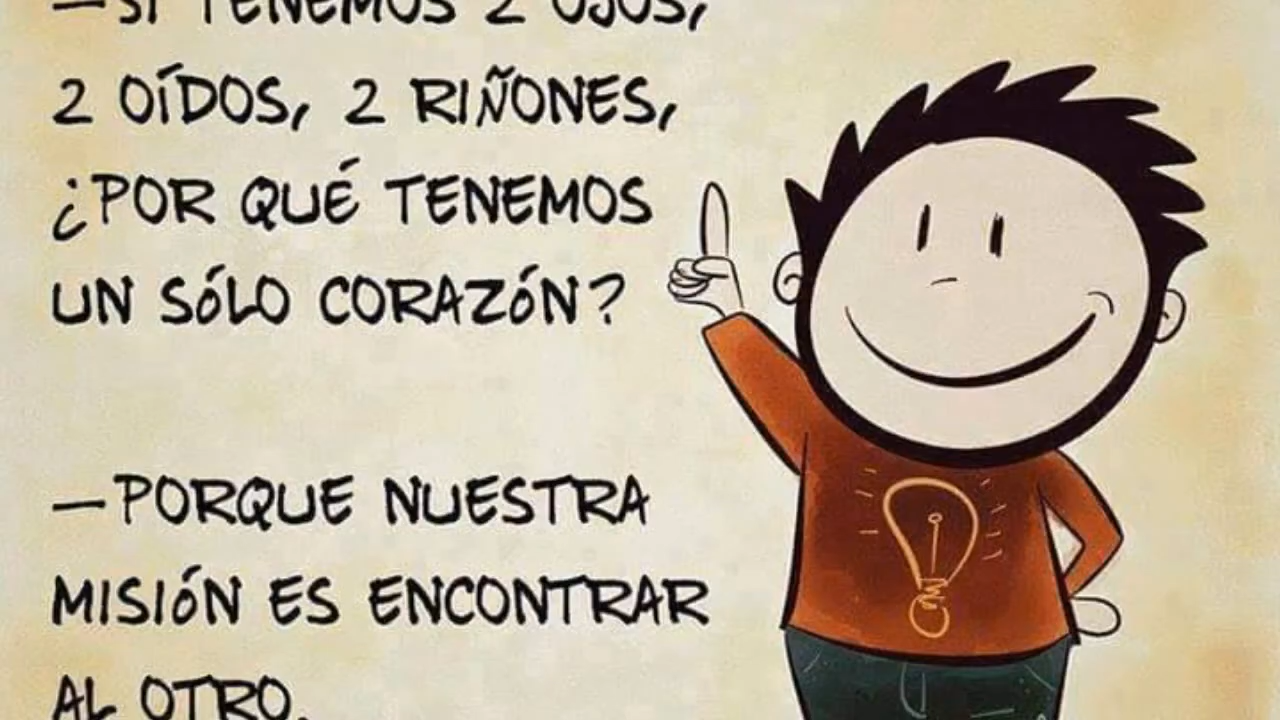 —SI TENEMOS 2 OJOS,
2 OÍDOS, 2 RIÑONES,
¿POR QUÉ TENEMOS
UN SÓLO CORAZÓN?
—PORQUE NUESTRA
MISIÓN ES ENCONTRAR
AL OTRO.